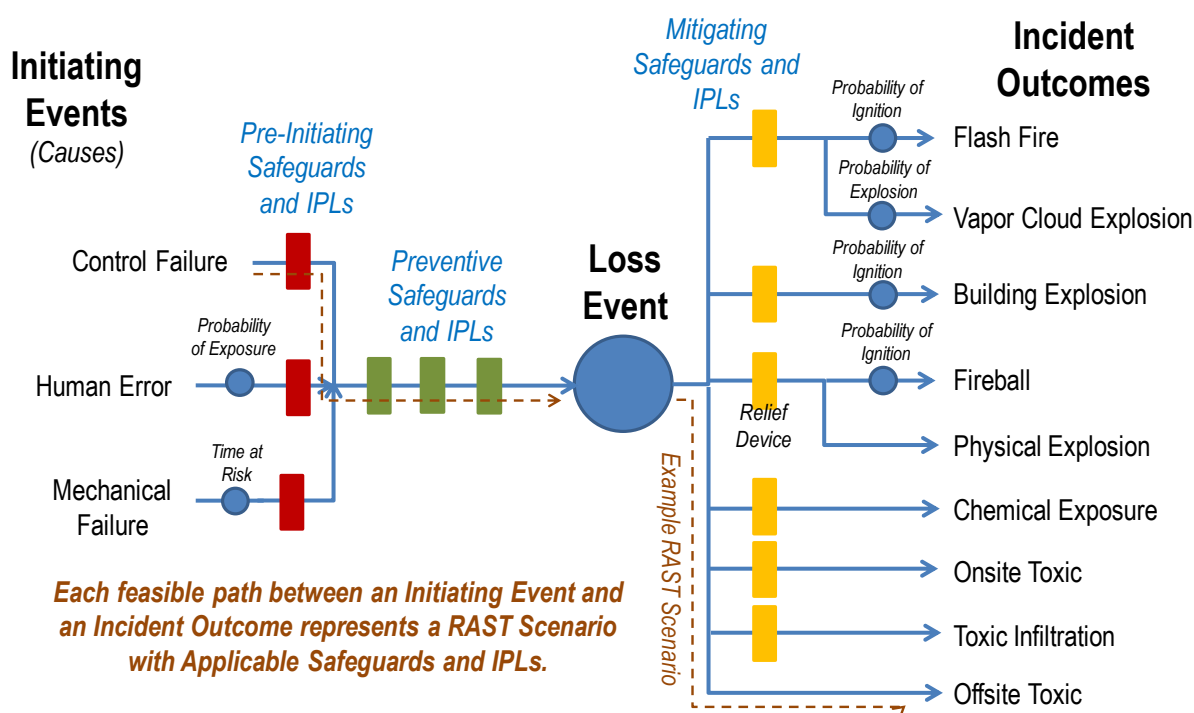 Initiating
Events
(Causes)
Pre-Initiating
Safeguards
and IPLs
Control Failure
Probability
of Exposure
Human Error
Time at
Risk
Mechanical
Failure
Preventive
Safeguards
and IPLs
Loss
Event
Mitigating
Safeguards and
IPLs
Incident
Outcomes
Probability of
Ignition
Flash Fire
Probability of
Explosion
Vapor Cloud Explosion
Probability of
Ignition
Building Explosion
Probability of
Ignition
Fireball
Relief
Device
Physical Explosion
Chemical Exposure
Onsite Toxic
Toxic Infiltration
Offsite Toxic
Example RAST Scenario
Each feasible path between an Initiating Event and
an Incident Outcome represents a RAST Scenario
with Applicable Safeguards and IPLs.